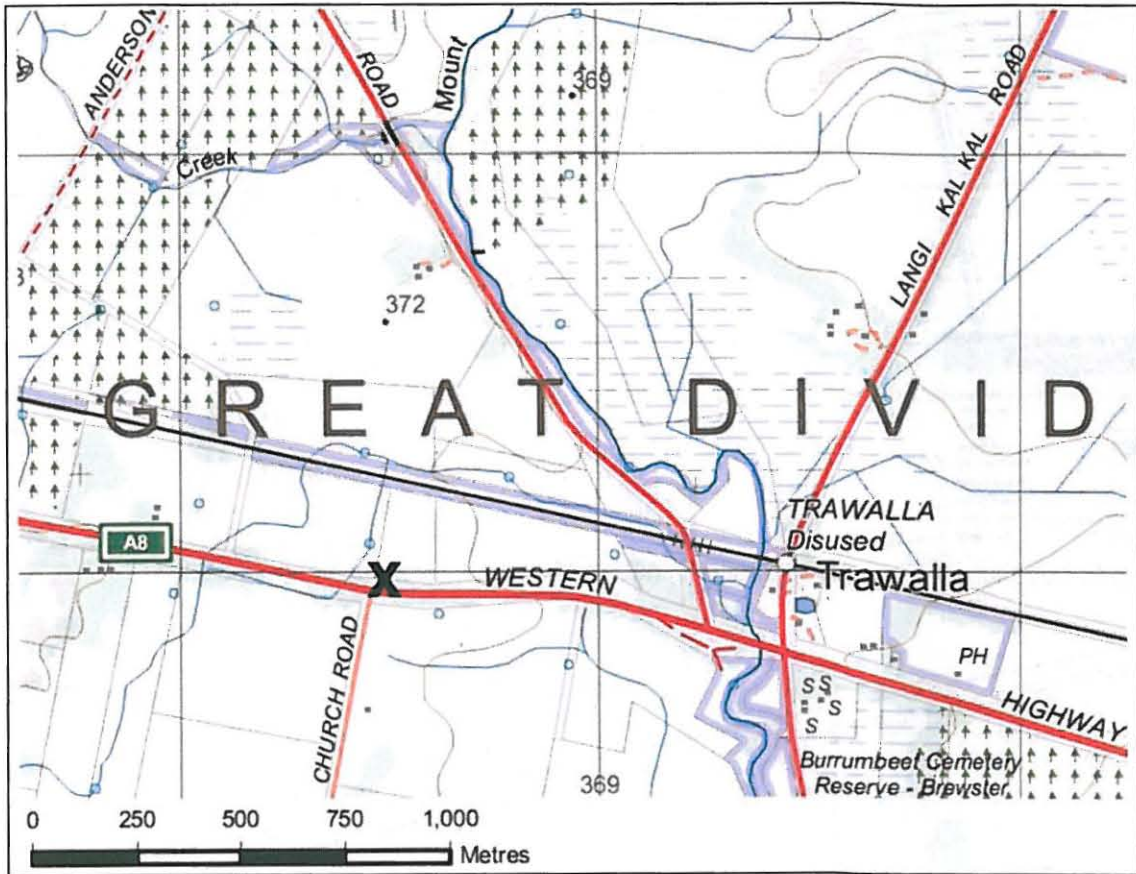 ANDERSON
ROAD
Mount
369
LANGI KAL KAL ROAD
Creek
372
GREAT DIVID
TRAWALLA
Disused
Trawalla
A8
WESTERN
X
CHURCH ROAD
PH
HIGHWAY
S S
S
S
369
Burrumbeet Cemetery
Reserve - Brewster
0 250 500 750 1,000
Metres